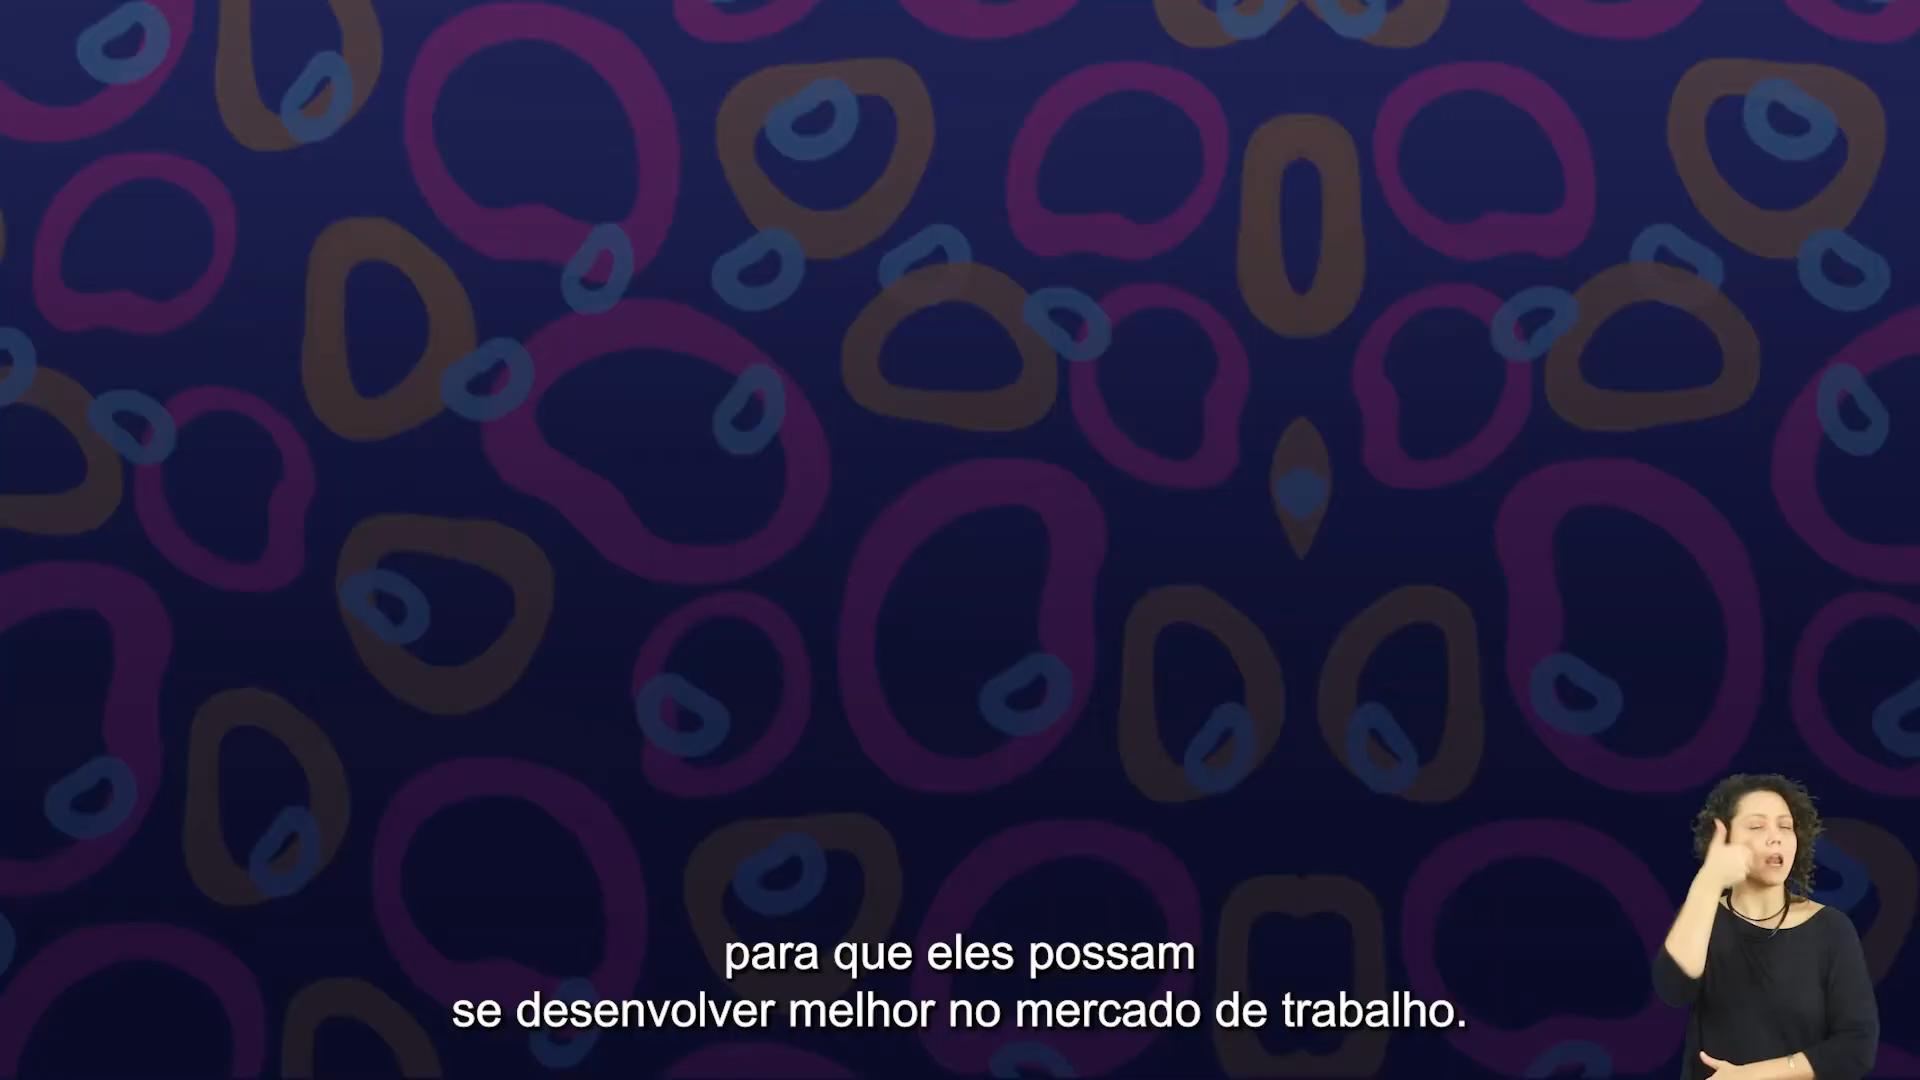 para que eles possam
se desenvolver melhor no mercado de trabalho.